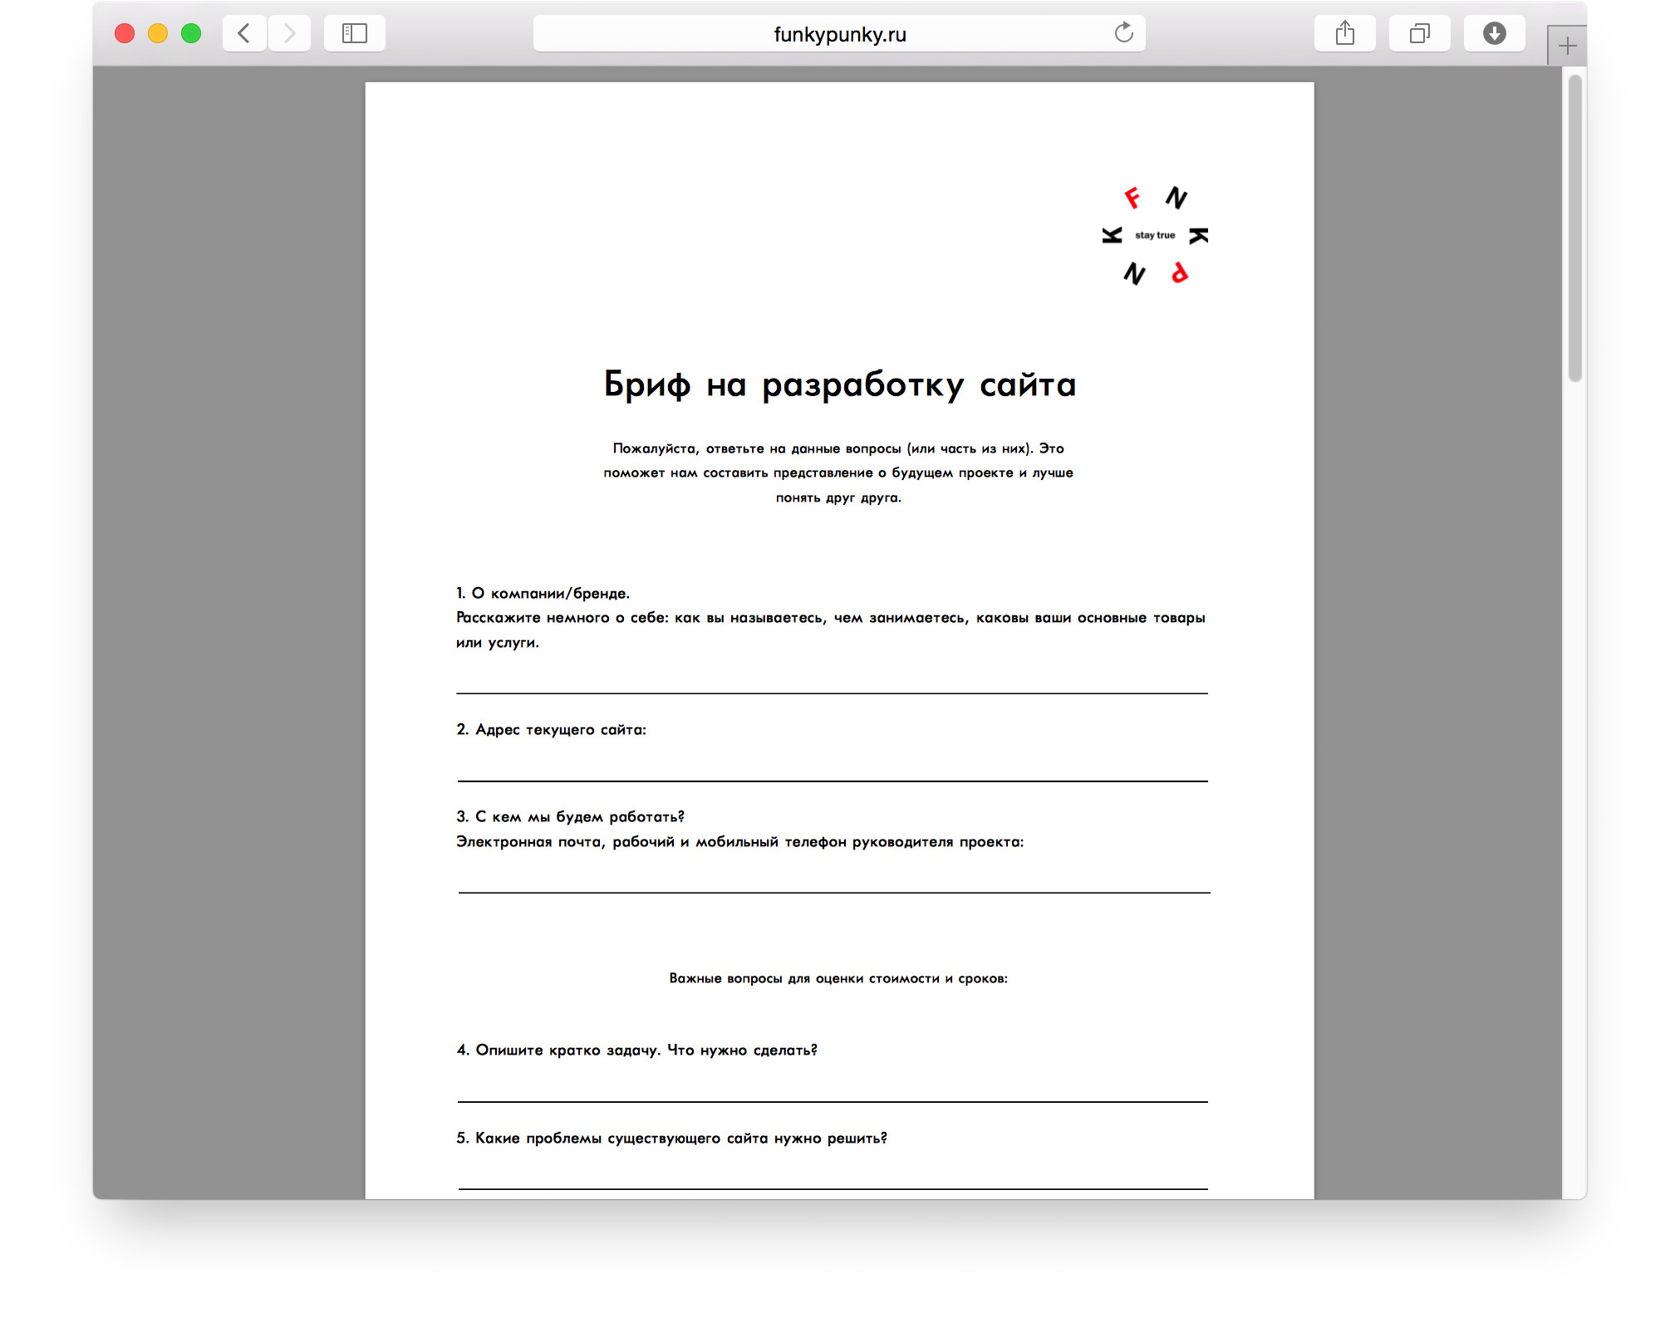 funkypunky.ru
F N
K stay true K
N P
Бриф на разработку сайта
Пожалуйста, ответьте на данные вопросы (или часть из них). Это
поможет нам составить представление о будущем проекте и лучше
понять друг друга.
1. О компании/бренде.
Расскажите немного о себе: как вы называетесь, чем занимаетесь, каковы ваши основные товары
или услуги.
2. Адрес текущего сайта:
3. С кем мы будем работать?
Электронная почта, рабочий и мобильный телефон руководителя проекта:
Важные вопросы для оценки стоимости и сроков:
4. Опишите кратко задачу. Что нужно сделать?
5. Какие проблемы существующего сайта нужно решить?